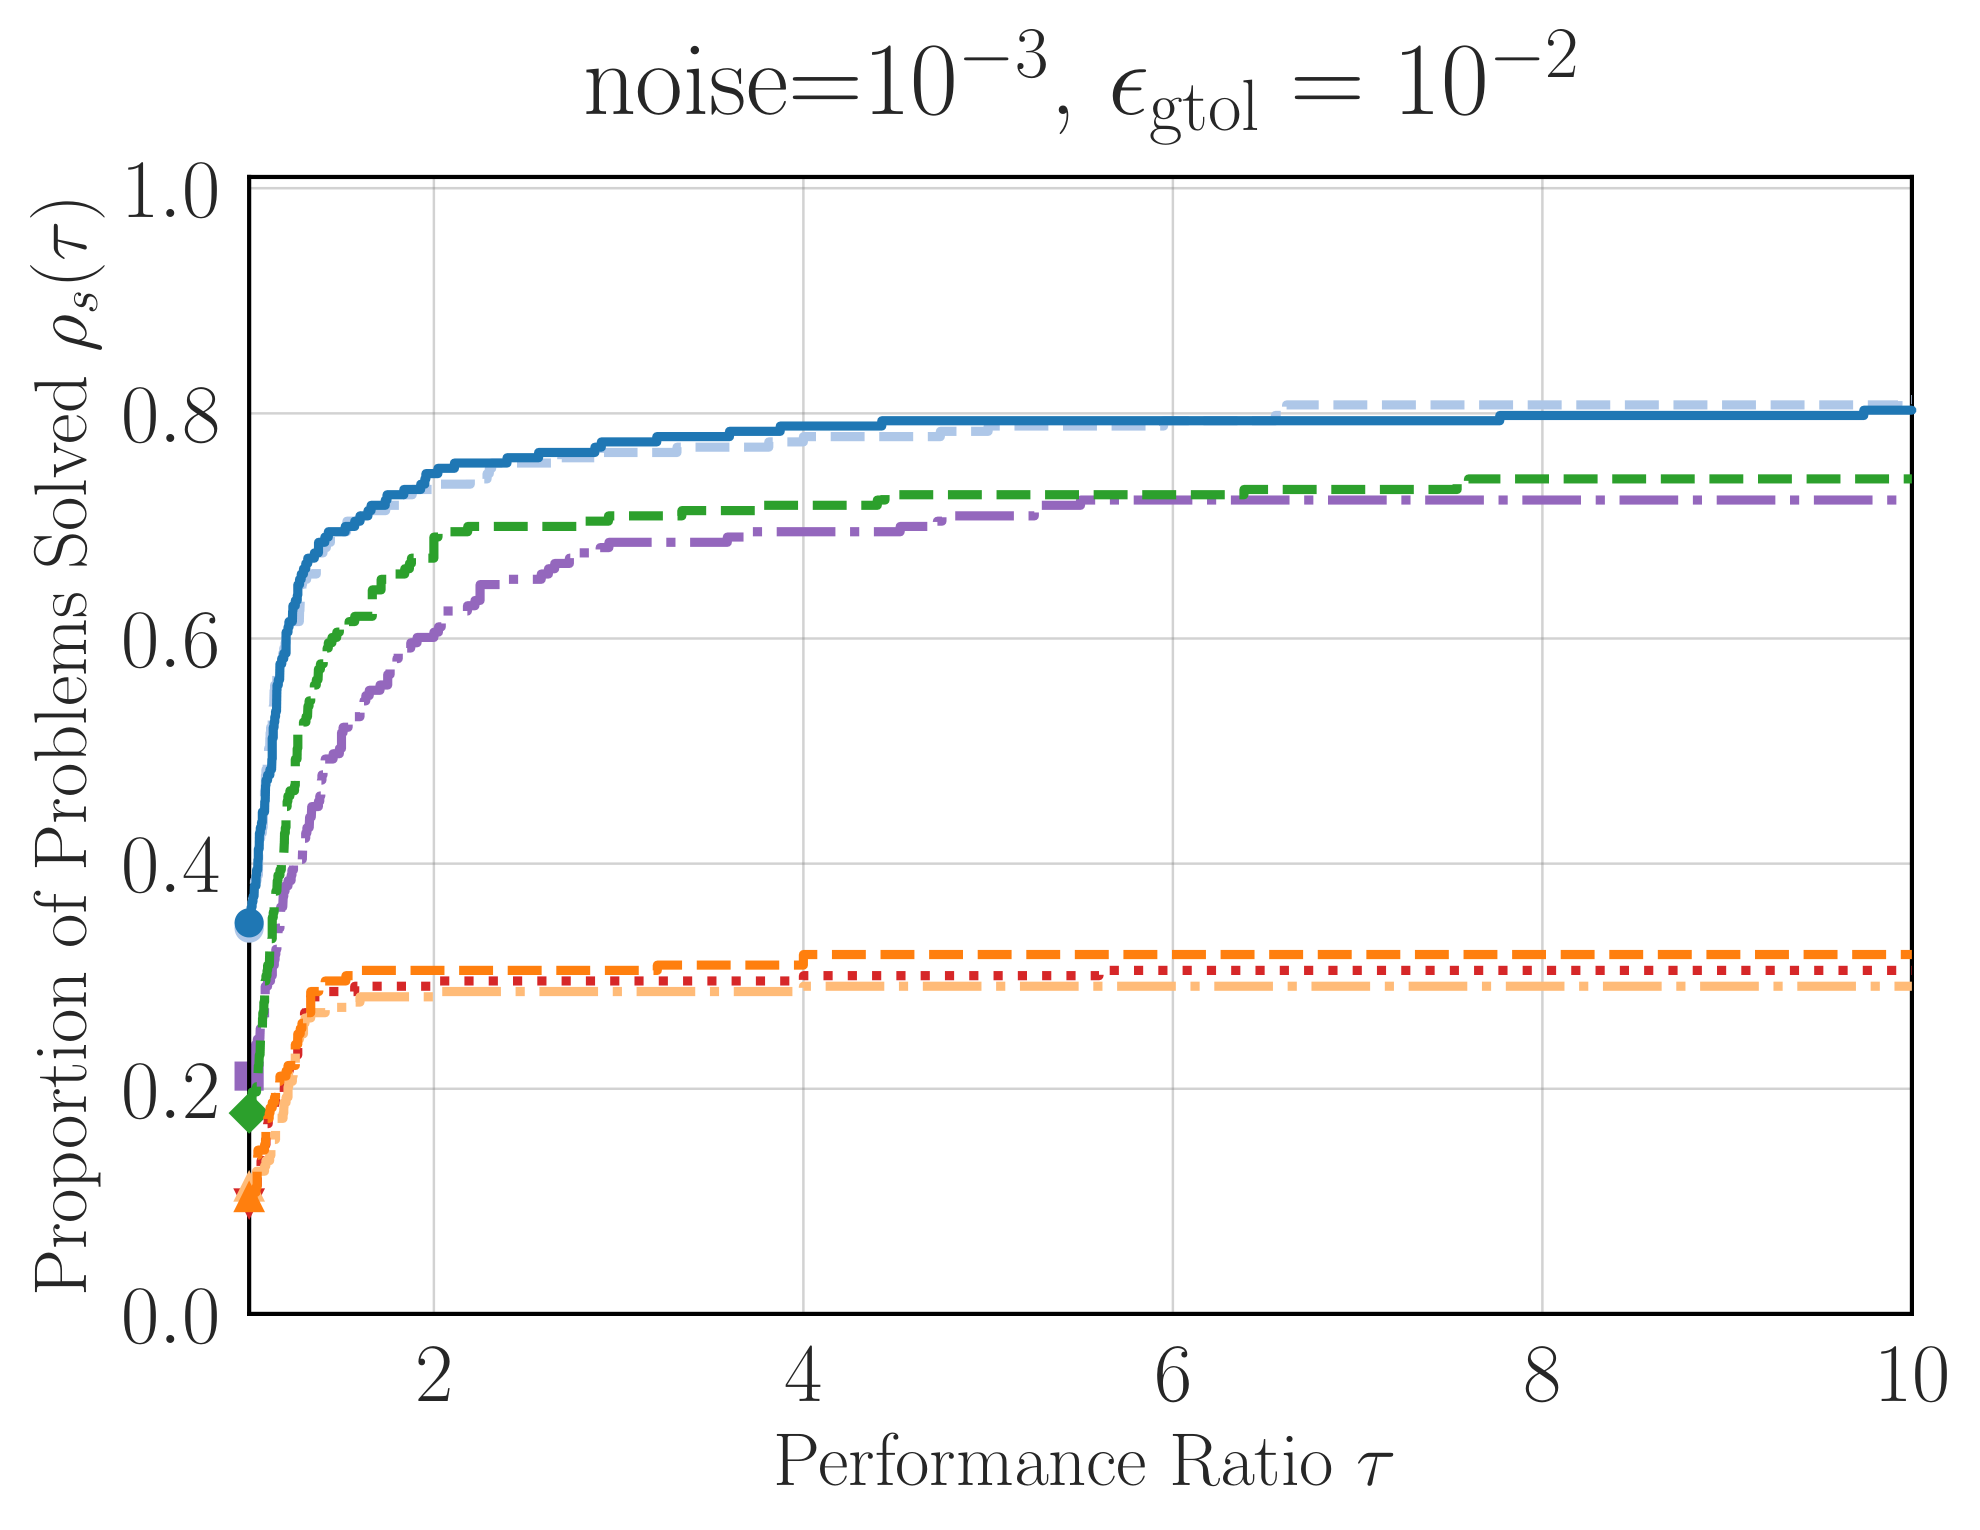 noise=10⁻³, ϵ_gtol = 10⁻²
Proportion of Problems Solved ρₛ(τ)
1.0
0.8
0.6
0.4
0.2
0.0
2 4 6 8 10
Performance Ratio τ